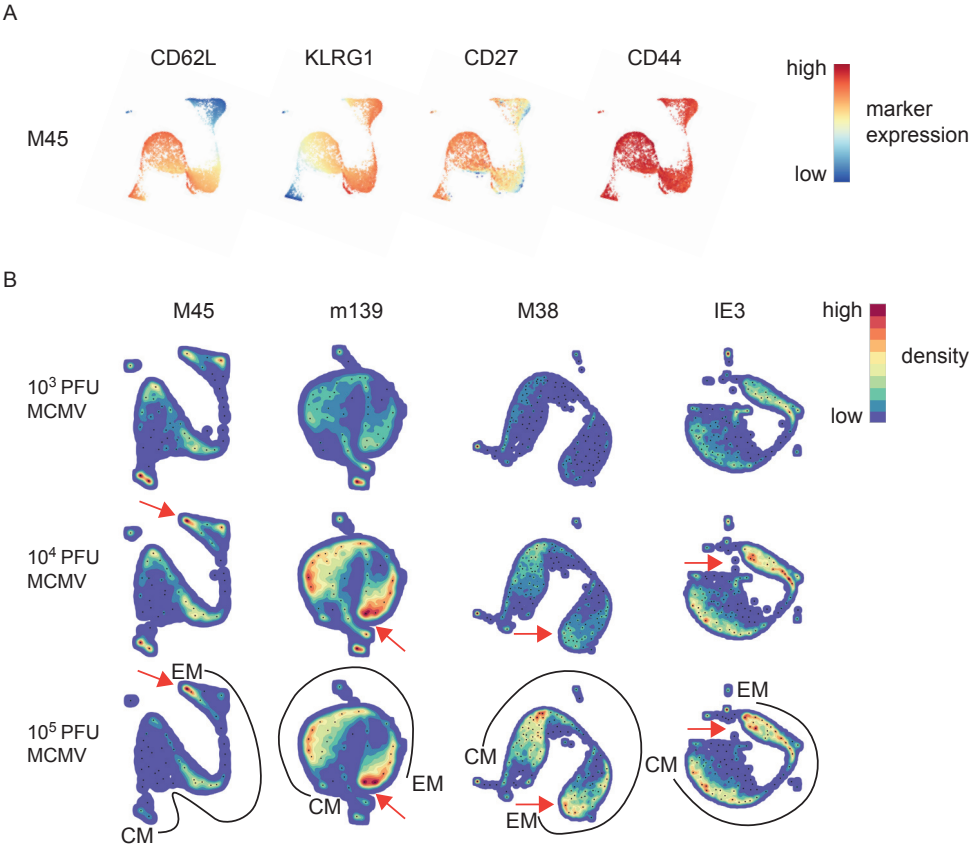 A
CD62L KLRG1 CD27 CD44
high
marker
expression
low
M45
B
M45 m139 M38 IE3
high
density
low
10³ PFU
MCMV
10⁴ PFU
MCMV
10⁵ PFU
MCMV
EM
CM
CM
EM
CM
EM
EM
CM